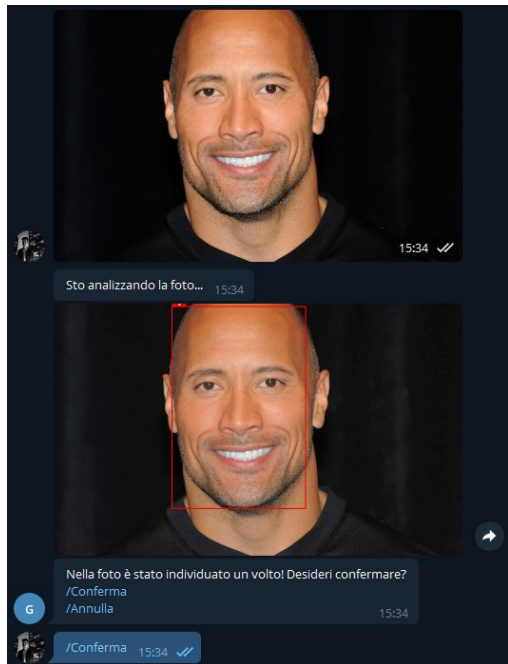 15:34
Sto analizzando la foto... 15:34
Nella foto è stato individuato un volto! Desideri confermare?
/Conferma
/Annulla 15:34
G
/Conferma 15:34